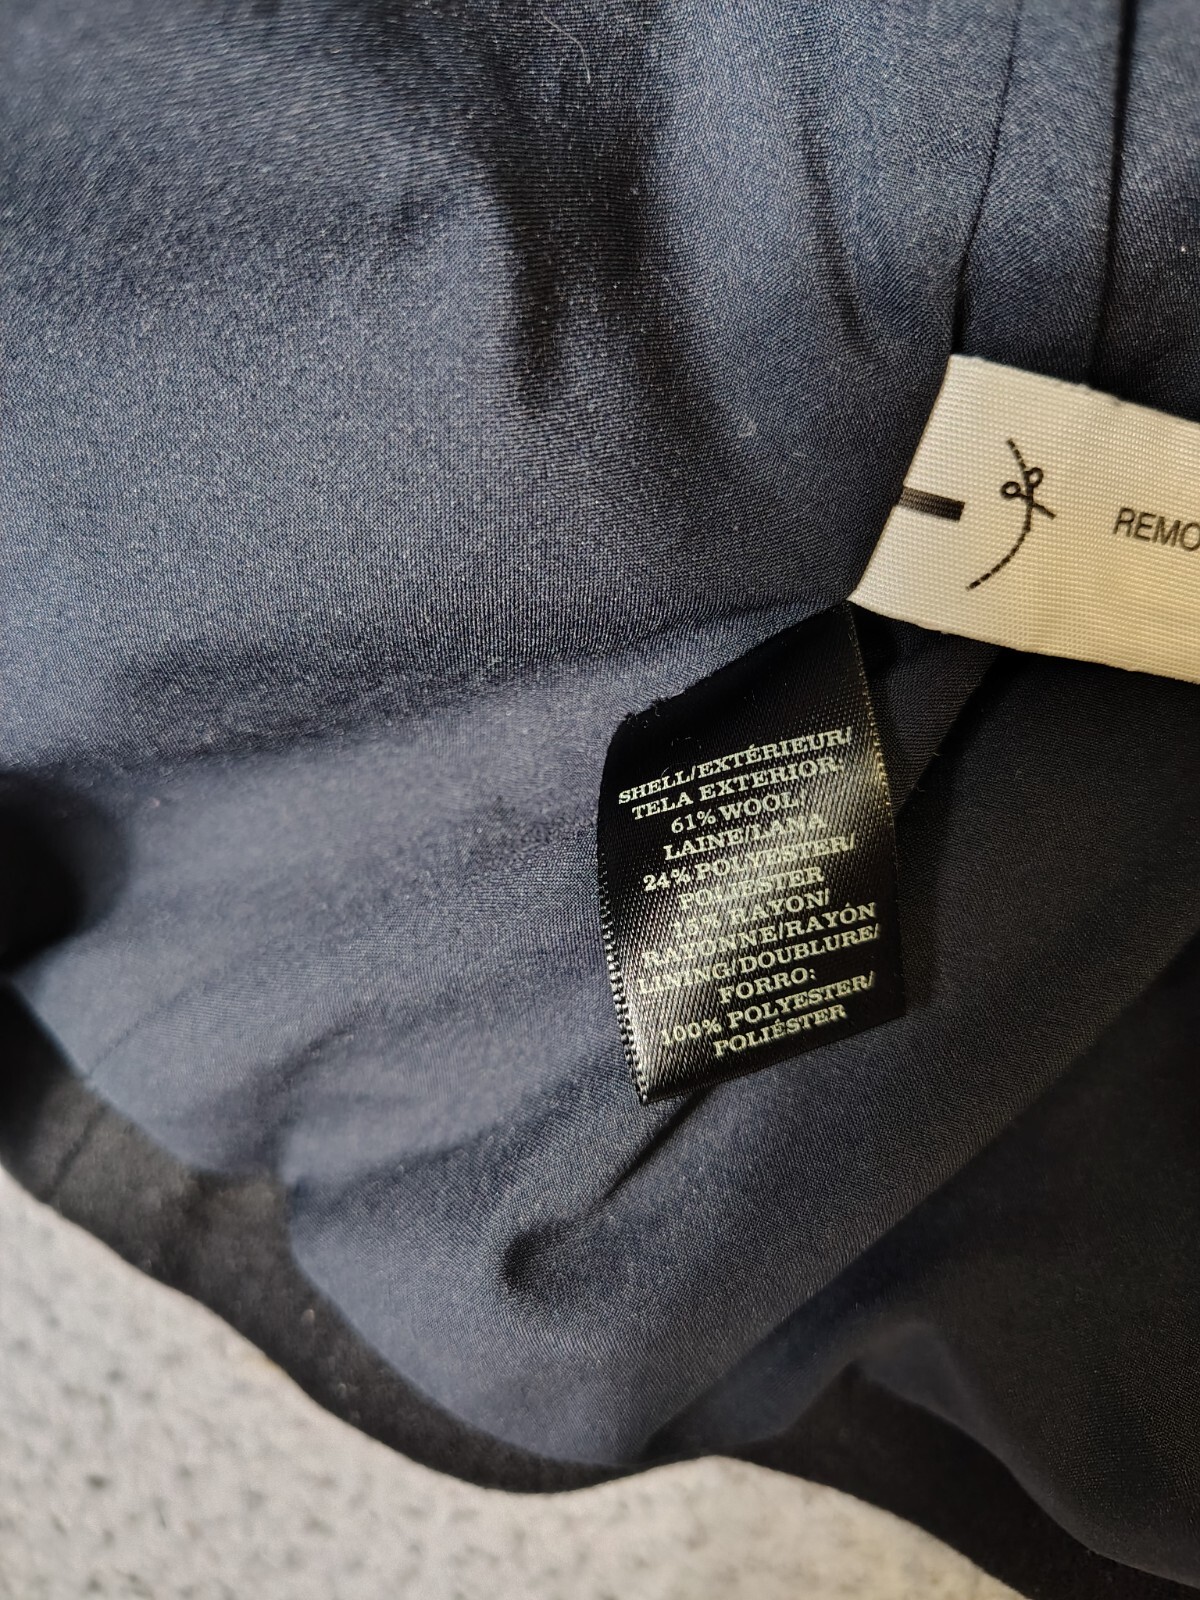 REMO
SHELL/EXTÉRIEUR/
TELA EXTERIOR:
61% WOOL
LAINE/LANA
24% POLYESTER/
POLIÉSTER
15% RAYON/
RAYONNE/RAYÓN
LINING/DOUBLURE/
FORRO:
100% POLYESTER/
POLIÉSTER